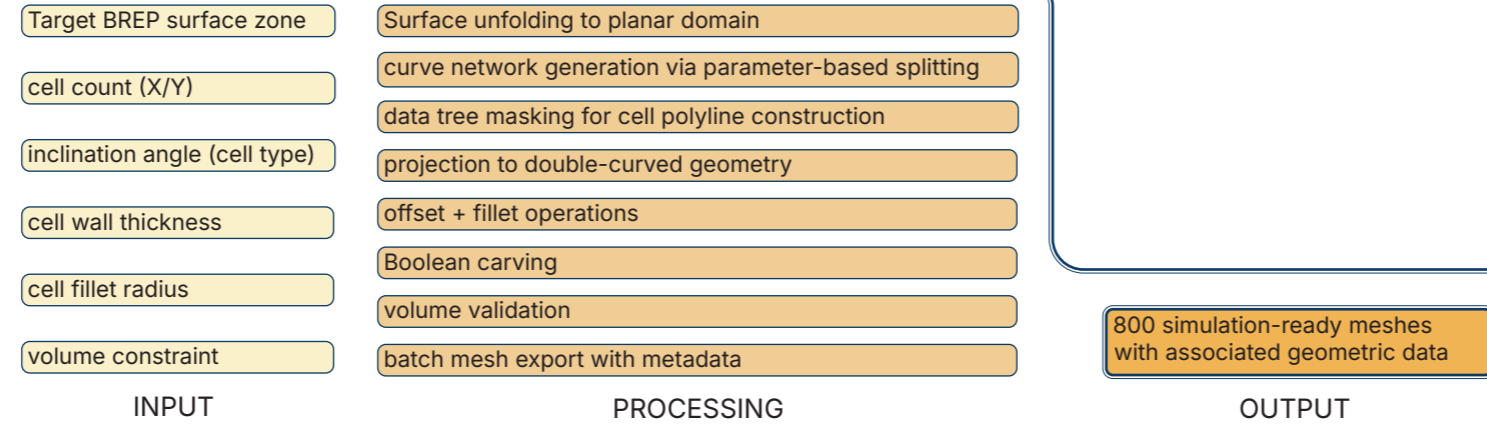 Target BREP surface zone
cell count (X/Y)
inclination angle (cell type)
cell wall thickness
cell fillet radius
volume constraint
INPUT
Surface unfolding to planar domain
curve network generation via parameter-based splitting
data tree masking for cell polyline construction
projection to double-curved geometry
offset + fillet operations
Boolean carving
volume validation
batch mesh export with metadata
PROCESSING
800 simulation-ready meshes
with associated geometric data
OUTPUT